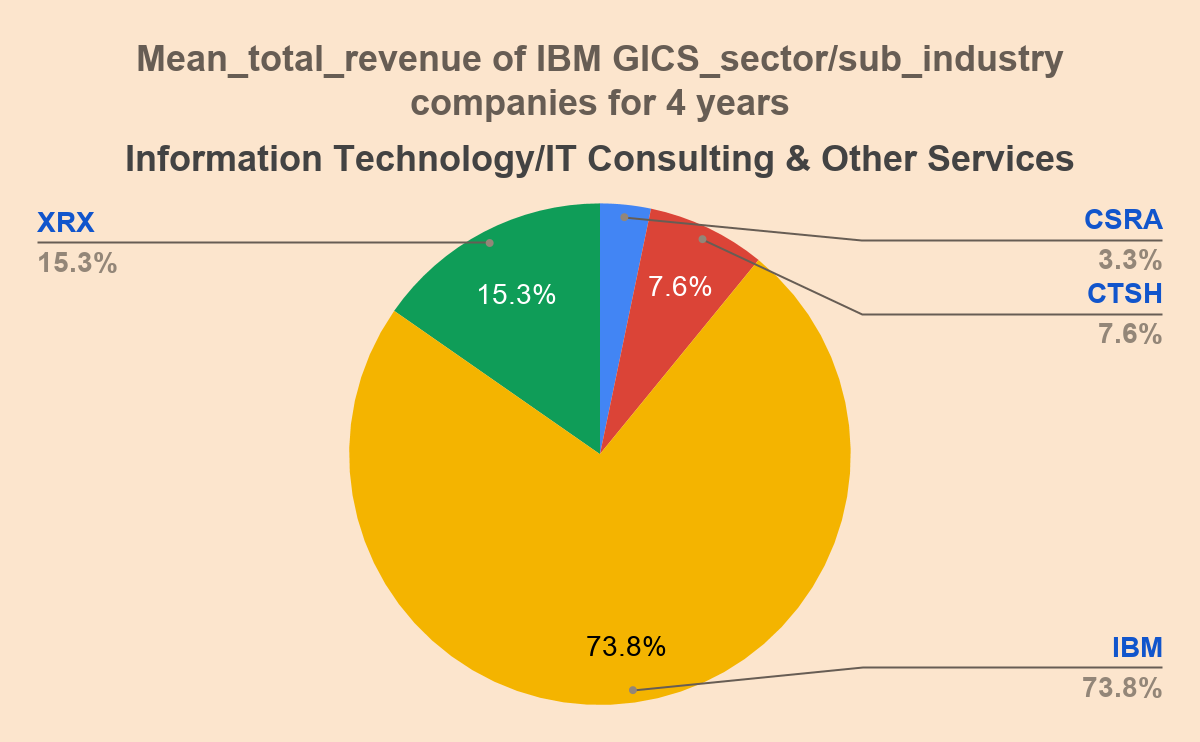 Mean_total_revenue of IBM GICS_sector/sub_industry
companies for 4 years
Information Technology/IT Consulting & Other Services
XRX
15.3%
CSRA
3.3%
CTSH
7.6%
15.3%
7.6%
73.8%
IBM
73.8%